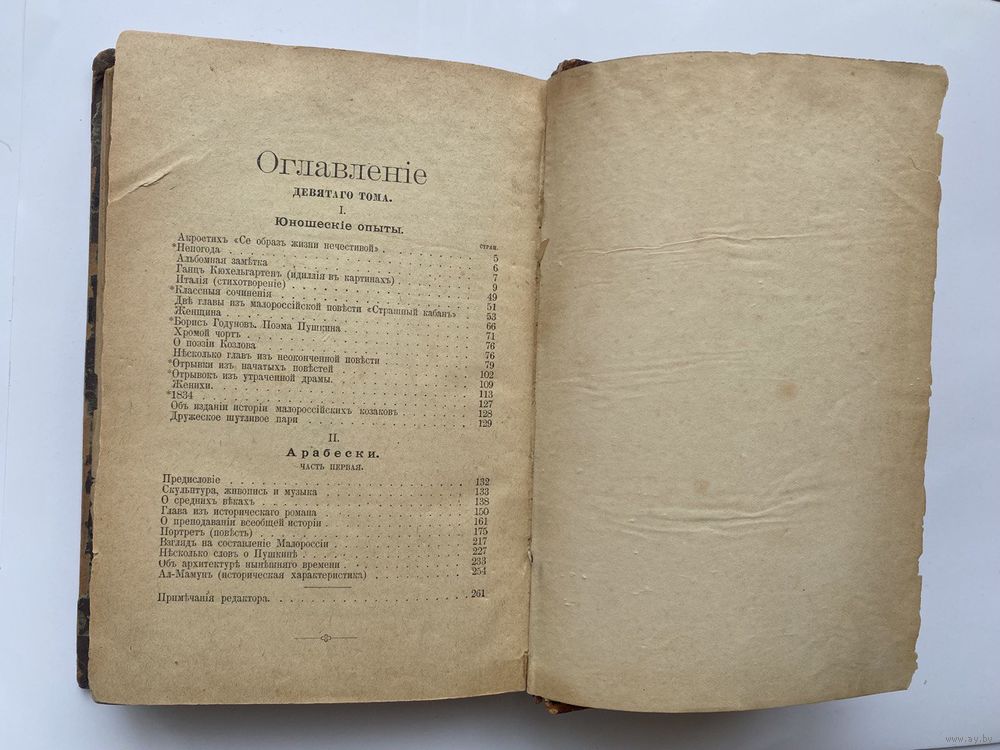 Оглавленіе
ДЕВЯТАГО ТОМА.
I.
Юношескіе опыты.
СТРАН.
Акростихъ «Се образъ жизни нечестивой» . 5
*Непогода 6
Альбомная замѣтка 7
Ганцъ Кюхельгартенъ (идиллія въ картинахъ) 9
Италія (стихотвореніе) 49
*Классныя сочиненія 51
Двѣ главы изъ малороссійской повѣсти «Страшный кабанъ» 53
Женщина 66
*Борисъ Годуновъ. Поэма Пушкина 71
Хромой чортъ 76
О поэзіи Козлова 76
Нѣсколько главъ изъ неоконченной повѣсти 79
*Отрывки изъ начатыхъ повѣстей 102
*Отрывокъ изъ утраченной драмы. 109
Женихи. 113
*1834 127
Объ изданіи исторіи малороссійскихъ козаковъ 128
Дружеское шутливое пари 129
II.
Арабески.
ЧАСТЬ ПЕРВАЯ.
Предисловіе 132
Скульптура, живопись и музыка 133
О среднихъ вѣкахъ 138
Глава изъ историческаго романа 150
О преподаваніи всеобщей исторіи 161
Портретъ (повѣсть) 175
Взглядъ на составленіе Малороссіи 217
Нѣсколько словъ о Пушкинѣ 227
Объ архитектурѣ нынѣшняго времени 233
Ал-Мамунъ (историческая характеристика) 254
Примѣчанія редактора. 261
www.ay.by